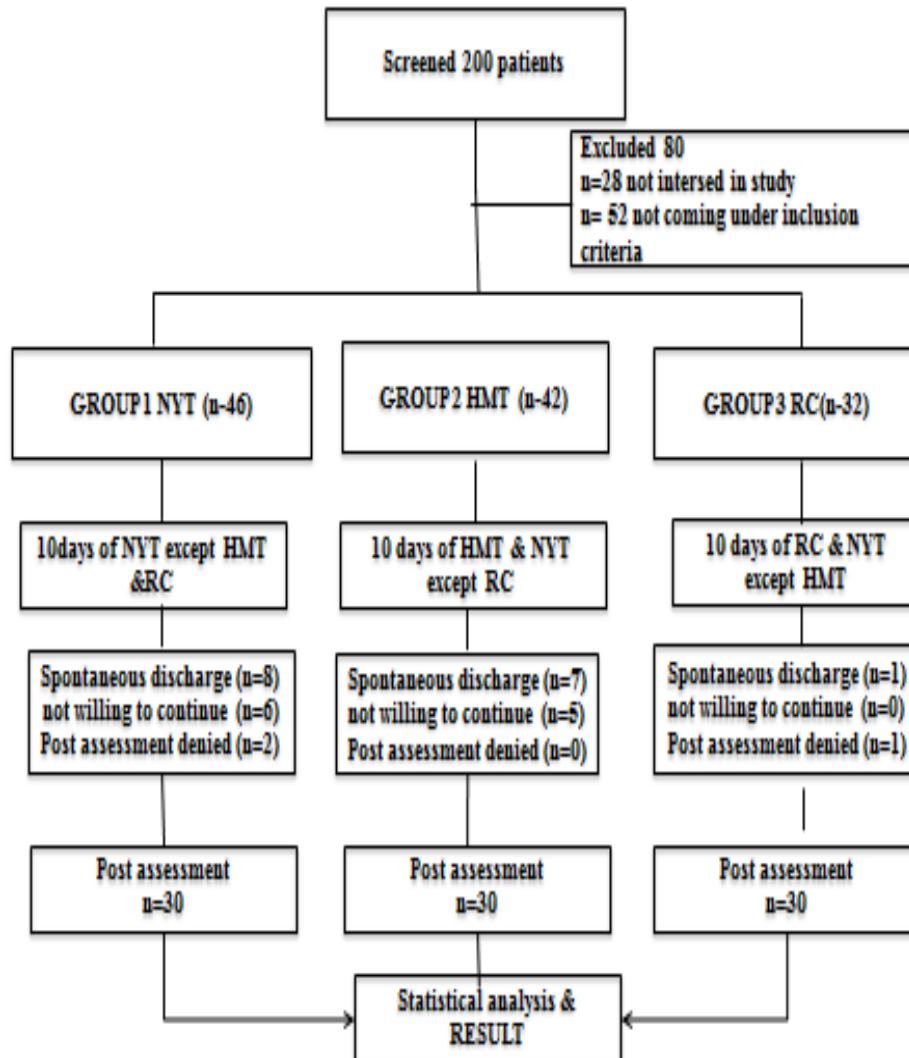 Screened 200 patients
Excluded 80
n=28 not intersed in study
n= 52 not coming under inclusion
criteria
GROUP1 NYT (n-46)
GROUP2 HMT (n-42)
GROUP3 RC(n-32)
10days of NYT except HMT
&RC
10 days of HMT & NYT
except RC
10 days of RC & NYT
except HMT
Spontaneous discharge (n=8)
not willing to continue (n=6)
Post assessment denied (n=2)
Spontaneous discharge (n=7)
not willing to continue (n=5)
Post assessment denied (n=0)
Spontaneous discharge (n=1)
not willing to continue (n=0)
Post assessment denied (n=1)
Post assessment
n=30
Post assessment
n=30
Post assessment
n=30
Statistical analysis &
RESULT